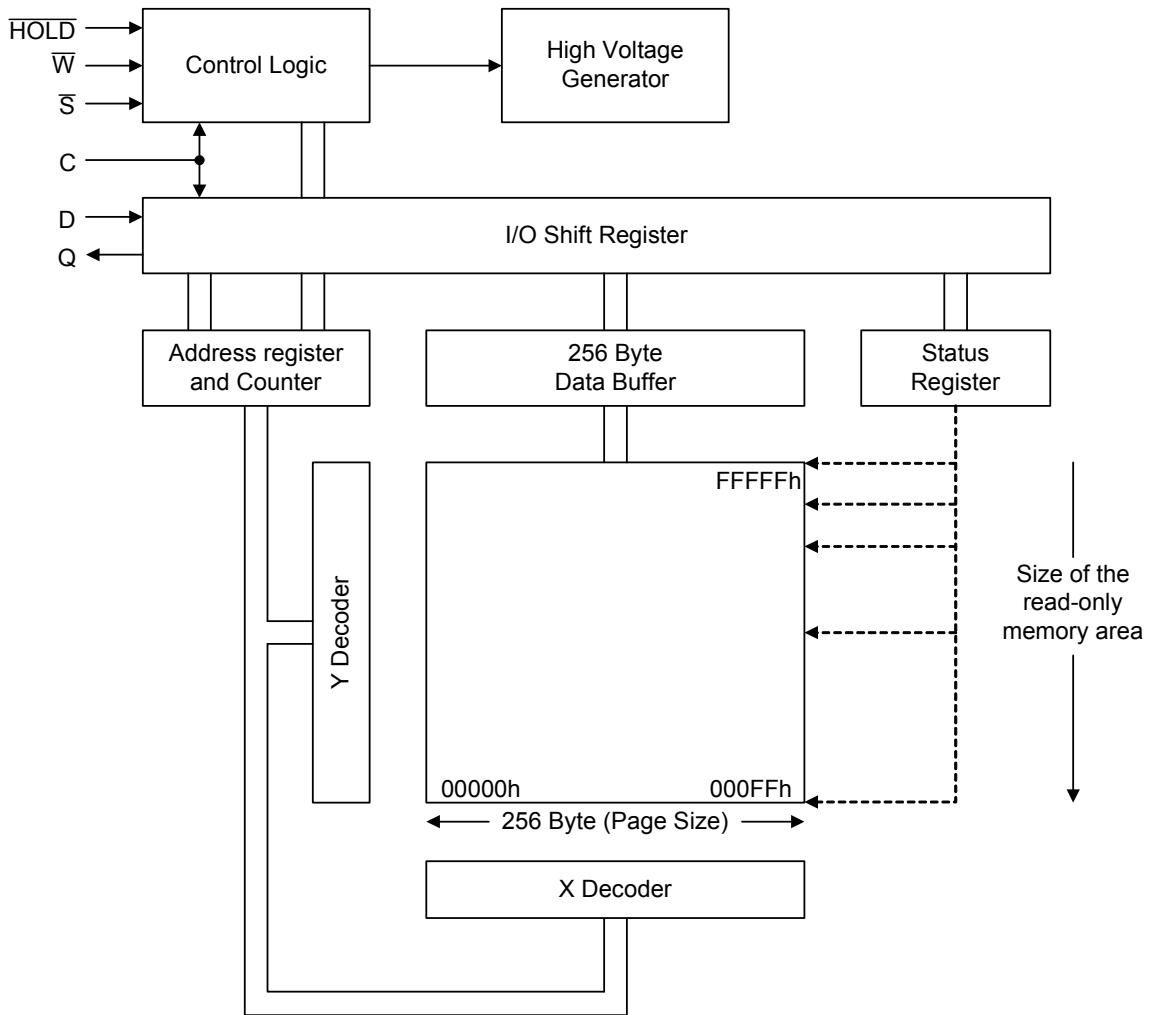 HOLD
W
S
C
D
Q
Control Logic
High Voltage
Generator
I/O Shift Register
Address register
and Counter
256 Byte
Data Buffer
Status
Register
Y Decoder
FFFFFh
00000h
000FFh
256 Byte (Page Size)
X Decoder
Size of the
read-only
memory area